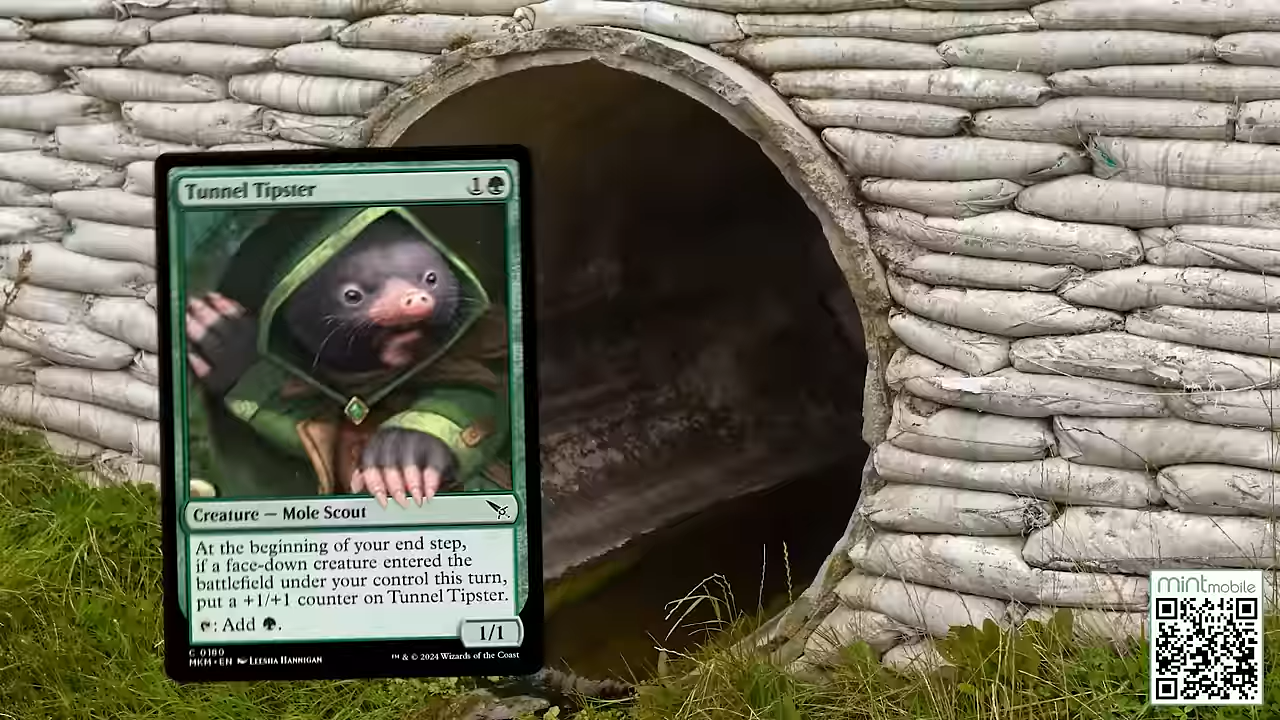 Tunnel Tipster 1
Creature — Mole Scout
At the beginning of your end step,
if a face-down creature entered the
battlefield under your control this turn,
put a +1/+1 counter on Tunnel Tipster.
: Add .
1/1
C 0180
MKM • EN LEESHA HANNIGAN ™ & © 2024 Wizards of the Coast
mint mobile